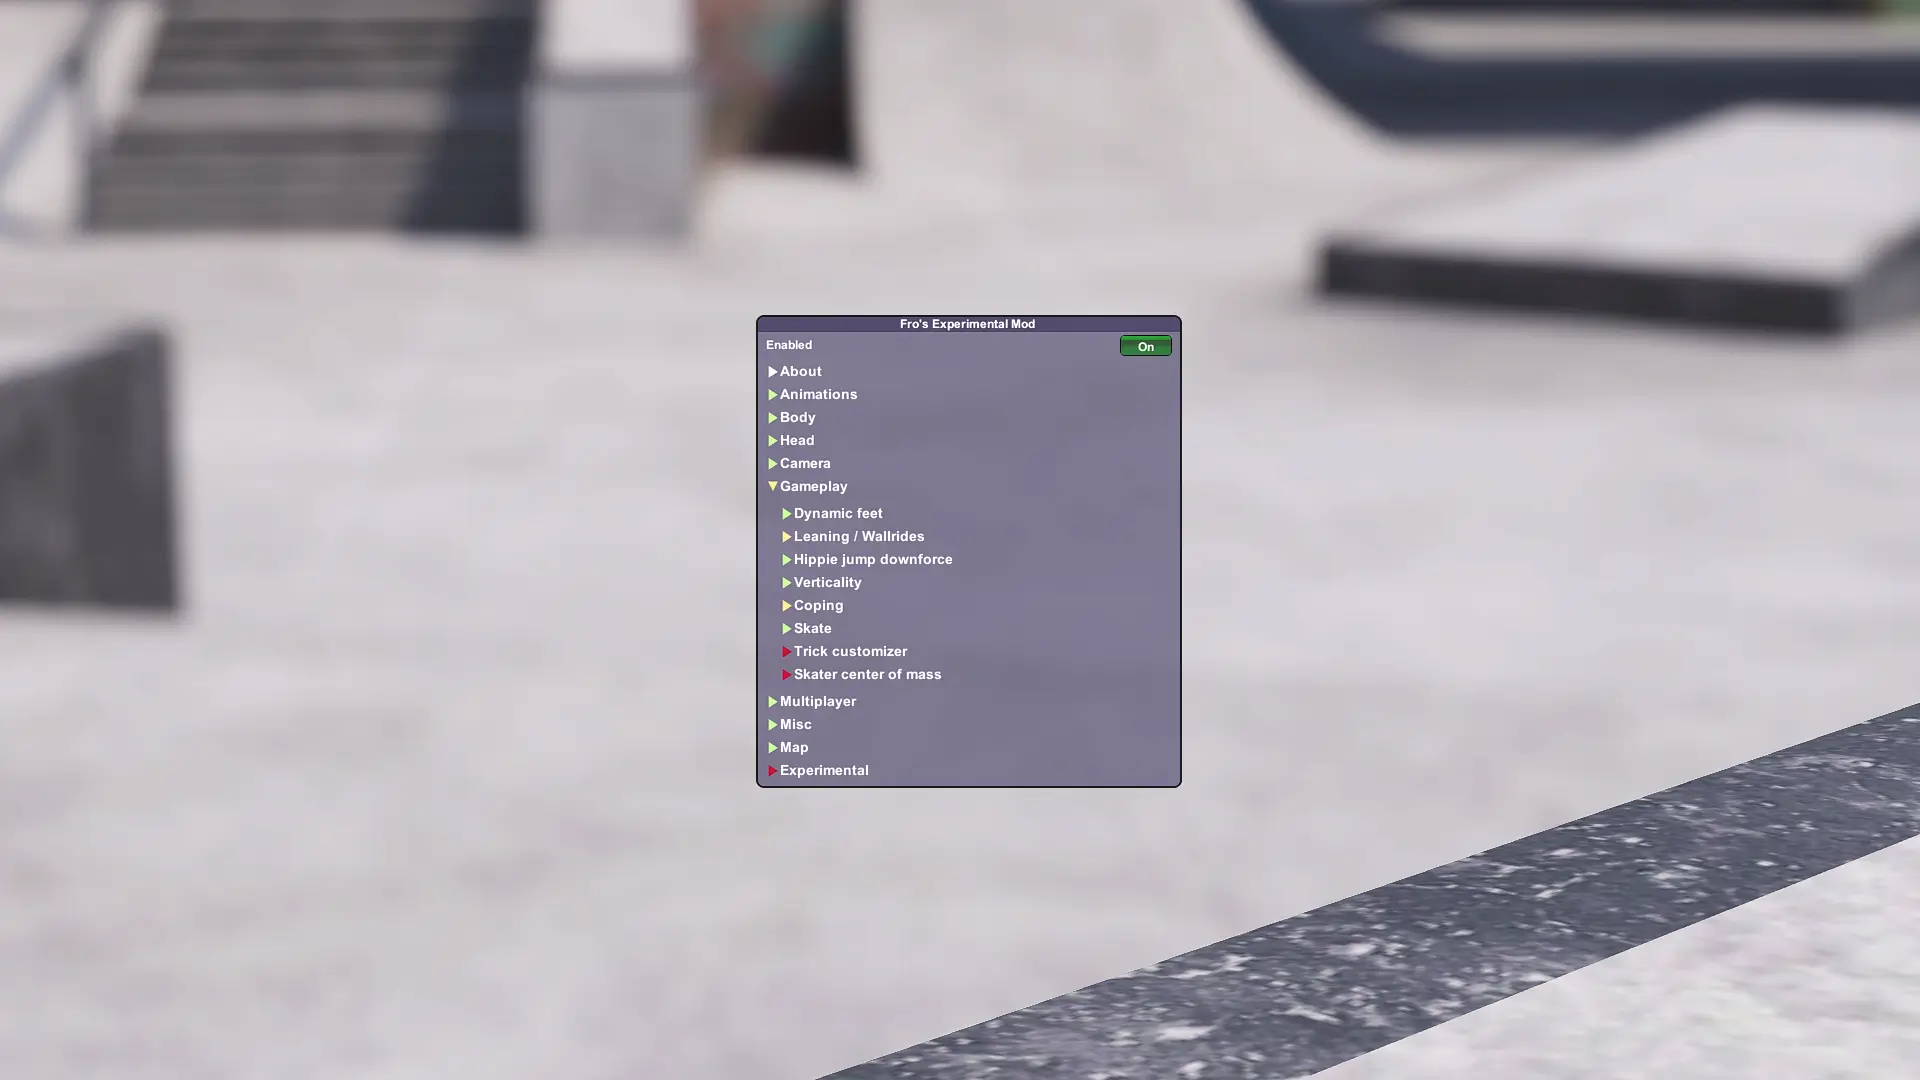 Fro's Experimental Mod
Enabled
On
About
Animations
Body
Head
Camera
Gameplay
Dynamic feet
Leaning / Wallrides
Hippie jump downforce
Verticality
Coping
Skate
Trick customizer
Skater center of mass
Multiplayer
Misc
Map
Experimental